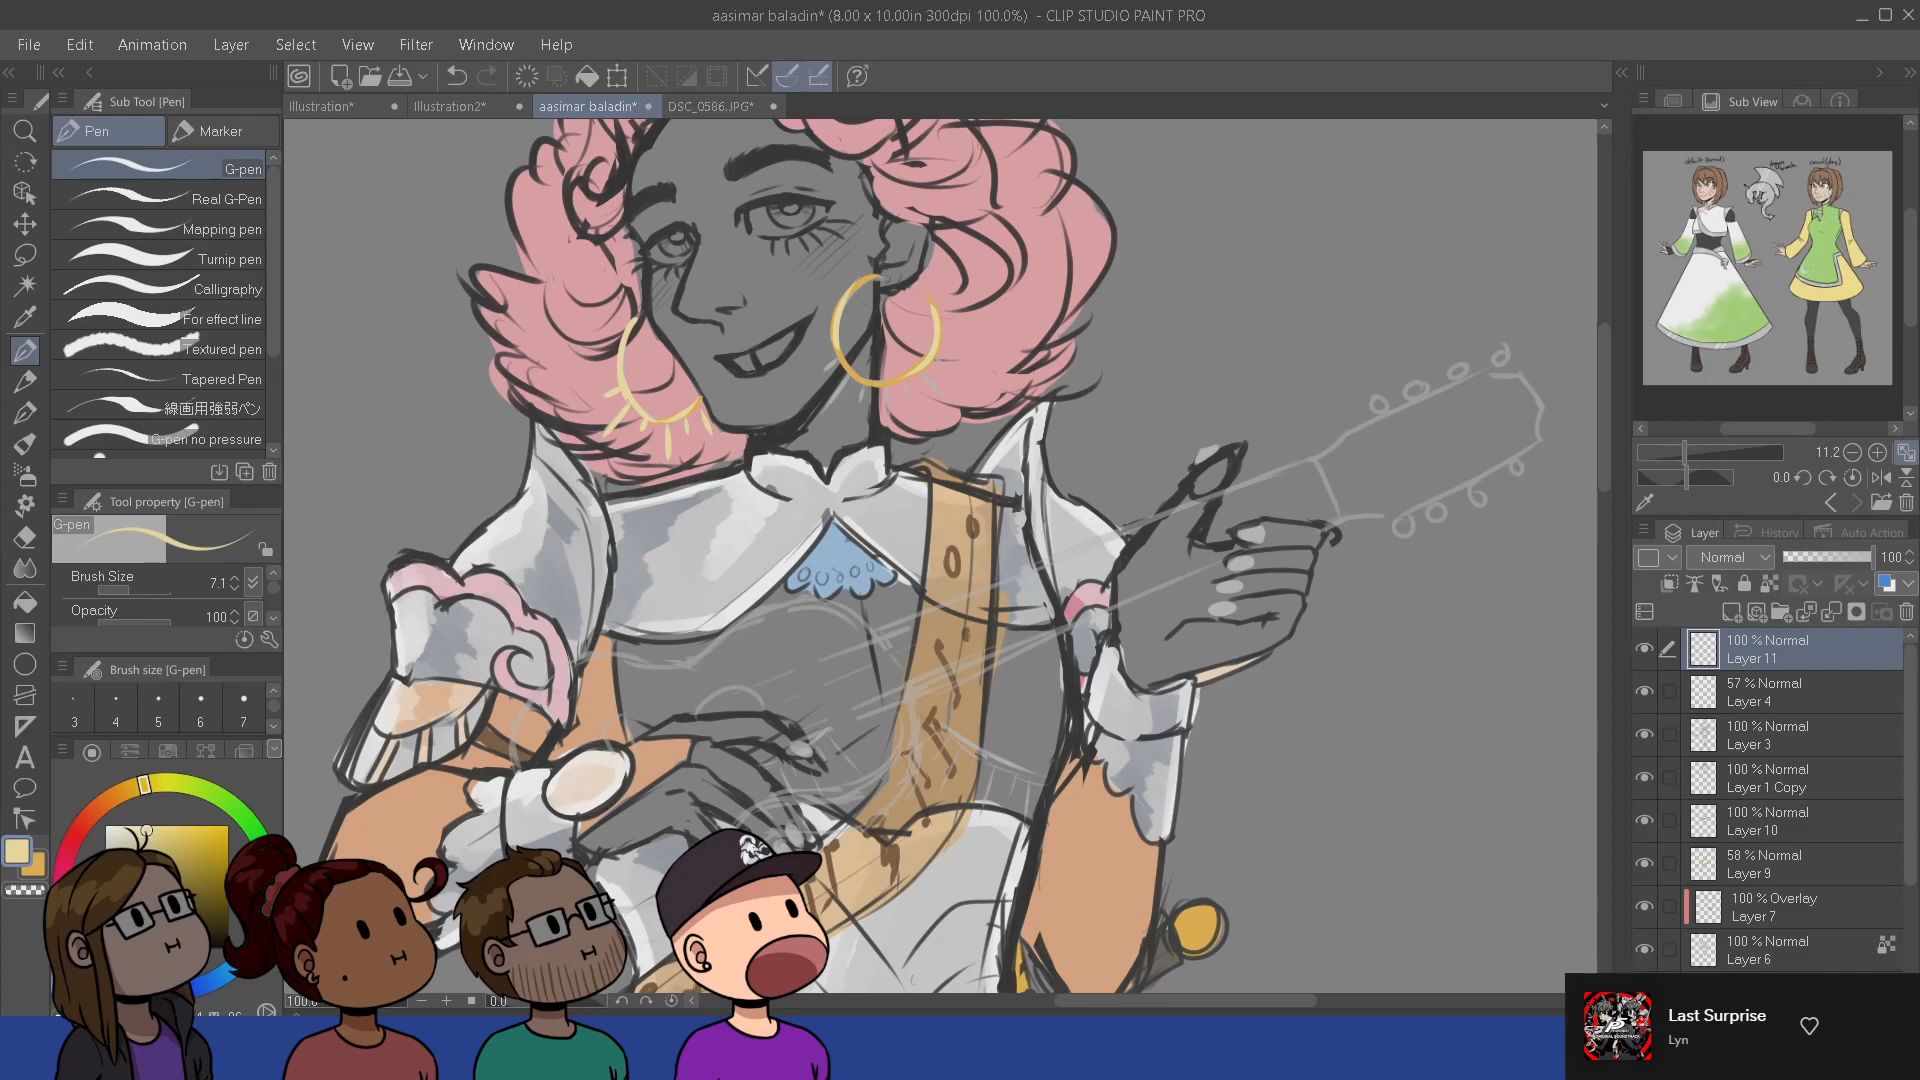 aasimar baladin* (8.00 x 10.00in 300dpi 100.0%) - CLIP STUDIO PAINT PRO
File Edit Animation Layer Select View Filter Window Help
Illustration* Illustration2* aasimar baladin* DSC_0586.JPG*
Sub Tool [Pen]
Pen Marker
G-pen
Real G-Pen
Mapping pen
Turnip pen
Calligraphy
For effect line
Textured pen
Tapered Pen
線画用強弱ペン
G-pen no pressure
Tool property [G-pen]
G-pen
Brush Size 7.1
Opacity 100
Brush size [G-pen]
3 4 5 6 7
100.0 0.0
Sub View
11.2
0.0
Layer History Auto Action
Normal 100
100 % Normal
Layer 11
57 % Normal
Layer 4
100 % Normal
Layer 3
100 % Normal
Layer 1 Copy
100 % Normal
Layer 10
58 % Normal
Layer 9
100 % Overlay
Layer 7
100 % Normal
Layer 6
Last Surprise
Lyn